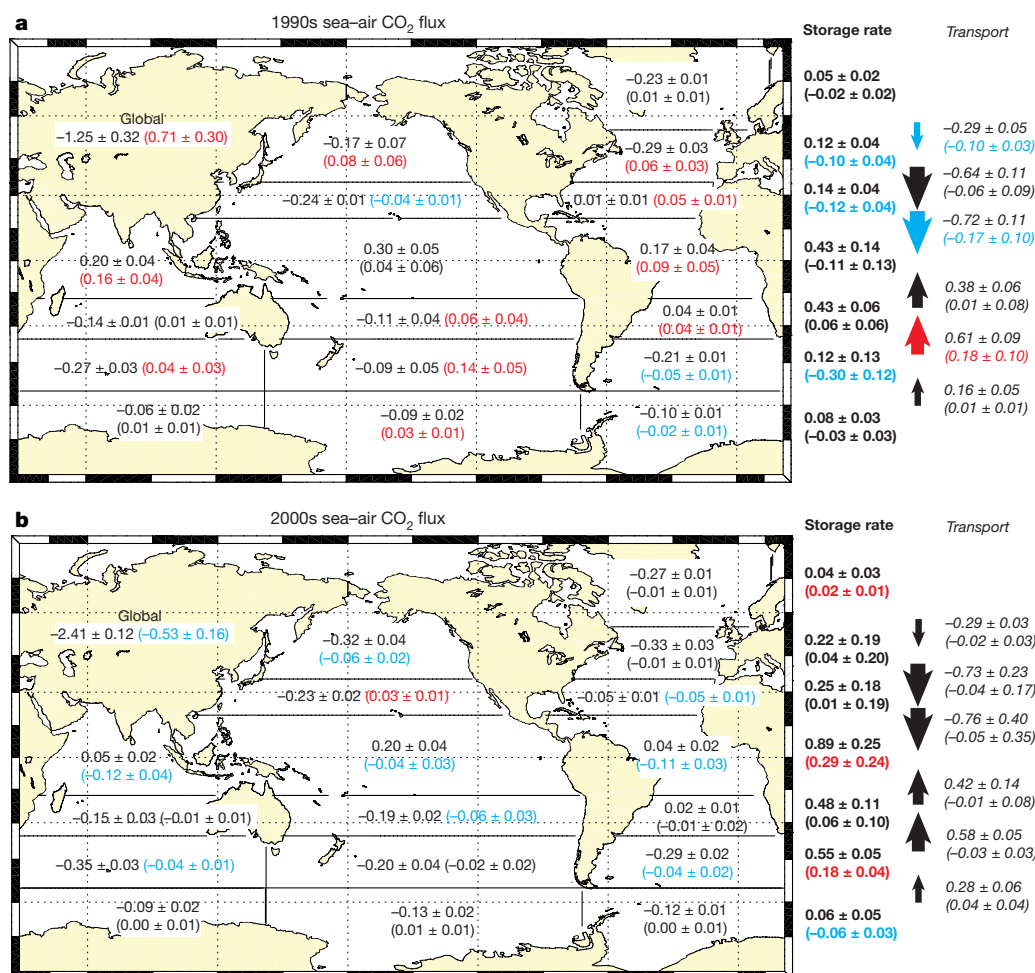 a
1990s sea–air CO2 flux
Storage rate
Transport
−0.23 ± 0.01
(0.01 ± 0.01)
0.05 ± 0.02
(−0.02 ± 0.02)
Global
−1.25 ± 0.32 (0.71 ± 0.30)
−0.17 ± 0.07
(0.08 ± 0.06)
−0.29 ± 0.03
(0.06 ± 0.03)
0.12 ± 0.04
(−0.10 ± 0.04)
−0.29 ± 0.05
(−0.10 ± 0.03)
−0.24 ± 0.01 (−0.04 ± 0.01)
0.01 ± 0.01 (0.05 ± 0.01)
0.14 ± 0.04
(−0.12 ± 0.04)
−0.64 ± 0.11
(−0.06 ± 0.09)
−0.72 ± 0.11
(−0.17 ± 0.10)
0.20 ± 0.04
(0.16 ± 0.04)
0.30 ± 0.05
(0.04 ± 0.06)
0.17 ± 0.04
(0.09 ± 0.05)
0.43 ± 0.14
(−0.11 ± 0.13)
0.38 ± 0.06
(0.01 ± 0.08)
−0.14 ± 0.01 (0.01 ± 0.01)
−0.11 ± 0.04 (0.06 ± 0.04)
0.04 ± 0.01
(0.04 ± 0.01)
0.43 ± 0.06
(0.06 ± 0.06)
0.61 ± 0.09
(0.18 ± 0.10)
−0.27 ± 0.03 (0.04 ± 0.03)
−0.09 ± 0.05 (0.14 ± 0.05)
−0.21 ± 0.01
(−0.05 ± 0.01)
0.12 ± 0.13
(−0.30 ± 0.12)
0.16 ± 0.05
(0.01 ± 0.01)
−0.06 ± 0.02
(0.01 ± 0.01)
−0.09 ± 0.02
(0.03 ± 0.01)
−0.10 ± 0.01
(−0.02 ± 0.01)
0.08 ± 0.03
(−0.03 ± 0.03)
b
2000s sea–air CO2 flux
Storage rate
Transport
−0.27 ± 0.01
(−0.01 ± 0.01)
0.04 ± 0.03
(0.02 ± 0.01)
Global
-2.41 ± 0.12 (−0.53 ± 0.16)
−0.32 ± 0.04
(−0.06 ± 0.02)
−0.33 ± 0.03
(−0.01 ± 0.01)
0.22 ± 0.19
(0.04 ± 0.20)
−0.29 ± 0.03
(−0.02 ± 0.03)
−0.23 ± 0.02 (0.03 ± 0.01)
−0.05 ± 0.01 (−0.05 ± 0.01)
0.25 ± 0.18
(0.01 ± 0.19)
−0.73 ± 0.23
(−0.04 ± 0.17)
−0.76 ± 0.40
(−0.05 ± 0.35)
0.05 ± 0.02
(−0.12 ± 0.04)
0.20 ± 0.04
(−0.04 ± 0.03)
0.04 ± 0.02
(−0.11 ± 0.03)
0.89 ± 0.25
(0.29 ± 0.24)
0.42 ± 0.14
(−0.01 ± 0.08)
−0.15 ± 0.03 (−0.01 ± 0.01)
−0.19 ± 0.02 (−0.06 ± 0.03)
0.02 ± 0.01
(−0.01 ± 0.02)
0.48 ± 0.11
(0.06 ± 0.10)
0.58 ± 0.05
(−0.03 ± 0.03)
−0.35 ± 0.03 (−0.04 ± 0.01)
−0.20 ± 0.04 (−0.02 ± 0.02)
−0.29 ± 0.02
(−0.04 ± 0.02)
0.55 ± 0.05
(0.18 ± 0.04)
0.28 ± 0.06
(0.04 ± 0.04)
−0.09 ± 0.02
(0.00 ± 0.01)
−0.13 ± 0.02
(0.01 ± 0.01)
−0.12 ± 0.01
(0.00 ± 0.01)
0.06 ± 0.05
(−0.06 ± 0.03)